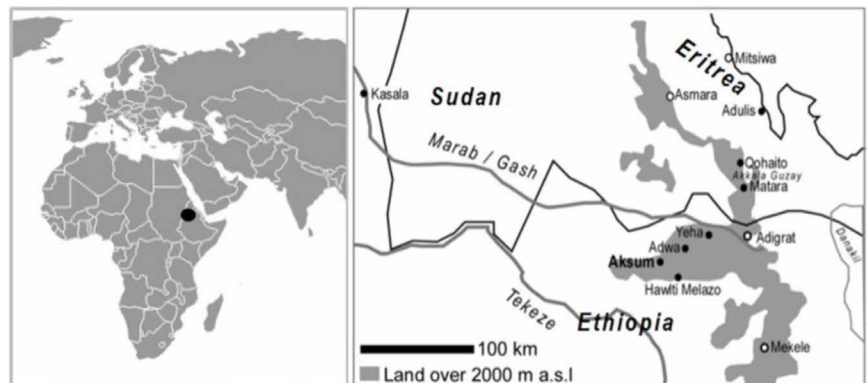 Kasala
Sudan
Eritrea
Mitsiwa
Asmara
Adulis
Marab / Gash
Qohaito
Akkala Guzay
Matara
Yeha
Adigrat
Adwa
Danakil
Aksum
Hawlti Melazo
Tekeze
Ethiopia
100 km
Mekele
Land over 2000 m a.s.l